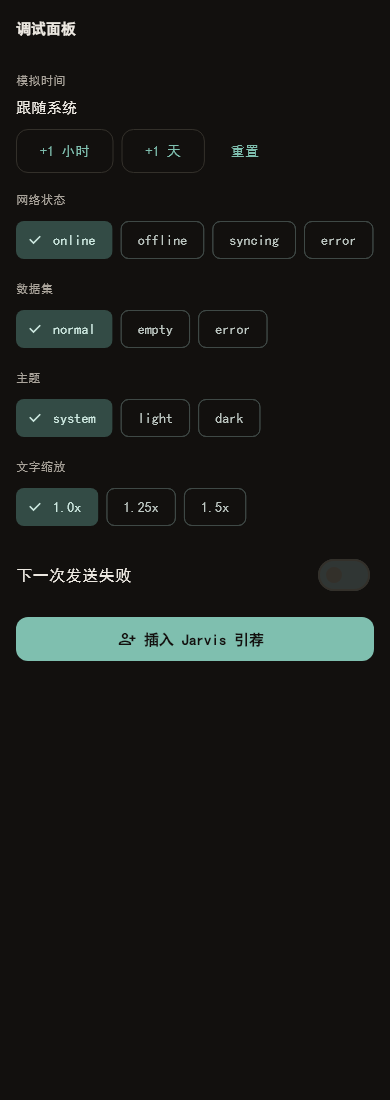 调试面板
模拟时间
跟随系统
+1 小时 +1 天 重置
网络状态
online offline syncing error
数据集
normal empty error
主题
system light dark
文字缩放
1.0x 1.25x 1.5x
下一次发送失败
插入 Jarvis 引荐